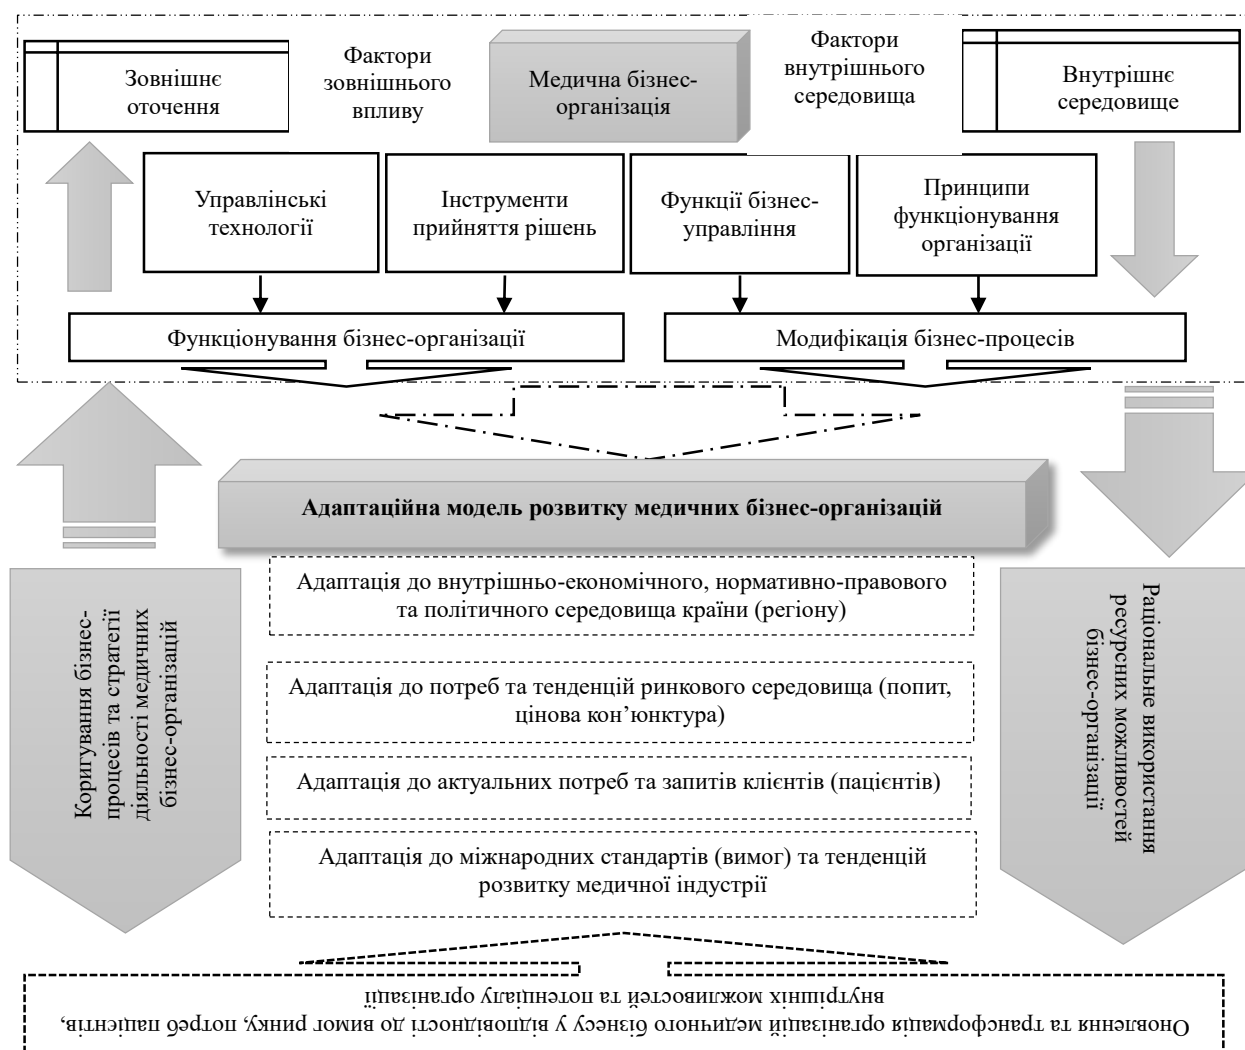 Зовнішнє
оточення
Фактори
зовнішнього
впливу
Медична бізнес-
організація
Фактори
внутрішнього
середовища
Внутрішнє
середовище
Управлінські
технології
Інструменти
прийняття рішень
Функції бізнес-
управління
Принципи
функціонування
організації
Функціонування бізнес-організації
Модифікація бізнес-процесів
Адаптаційна модель розвитку медичних бізнес-організацій
Адаптація до внутрішньо-економічного, нормативно-правового
та політичного середовища країни (регіону)
Адаптація до потреб та тенденцій ринкового середовища (попит,
цінова кон’юнктура)
Адаптація до актуальних потреб та запитів клієнтів (пацієнтів)
Адаптація до міжнародних стандартів (вимог) та тенденцій
розвитку медичної індустрії
Коригування бізнес-
процесів та стратегії
діяльності медичних
бізнес-організацій
Раціональне використання
ресурсних можливостей
бізнес-організації
Оновлення та трансформація організацій медичного бізнесу у відповідності до вимог ринку, потреб пацієнтів,
внутрішніх можливостей та потенціалу організації